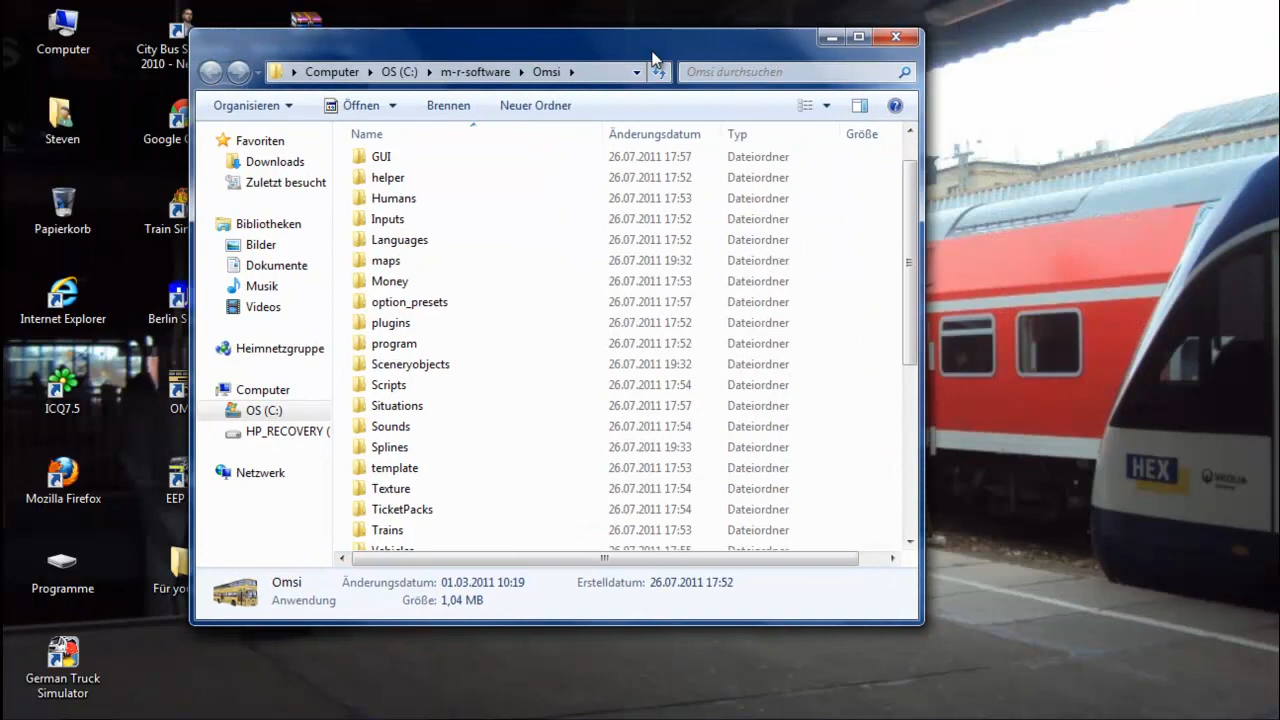 Computer
City Bus S
2010 - Ne
Steven
Google C
Papierkorb
Train Sim
Internet Explorer
Berlin S
ICQ7.5
OM
Mozilla Firefox
EEP
Programme
Für you
German Truck
Simulator
Computer OS (C:) m-r-software Omsi
Omsi durchsuchen
Organisieren Öffnen Brennen Neuer Ordner
Favoriten
Downloads
Zuletzt besucht
Bibliotheken
Bilder
Dokumente
Musik
Videos
Heimnetzgruppe
Computer
OS (C:)
HP_RECOVERY (
Netzwerk
Name Änderungsdatum Typ Größe
GUI 26.07.2011 17:57 Dateiordner
helper 26.07.2011 17:52 Dateiordner
Humans 26.07.2011 17:53 Dateiordner
Inputs 26.07.2011 17:52 Dateiordner
Languages 26.07.2011 17:52 Dateiordner
maps 26.07.2011 19:32 Dateiordner
Money 26.07.2011 17:53 Dateiordner
option_presets 26.07.2011 17:57 Dateiordner
plugins 26.07.2011 17:52 Dateiordner
program 26.07.2011 17:52 Dateiordner
Sceneryobjects 26.07.2011 19:32 Dateiordner
Scripts 26.07.2011 17:54 Dateiordner
Situations 26.07.2011 17:57 Dateiordner
Sounds 26.07.2011 17:54 Dateiordner
Splines 26.07.2011 19:33 Dateiordner
template 26.07.2011 17:53 Dateiordner
Texture 26.07.2011 17:54 Dateiordner
TicketPacks 26.07.2011 17:54 Dateiordner
Trains 26.07.2011 17:53 Dateiordner
Vehicles 26.07.2011 17:55 Dateiordner
Omsi Änderungsdatum: 01.03.2011 10:19 Erstelldatum: 26.07.2011 17:52
Anwendung Größe: 1,04 MB
HEX